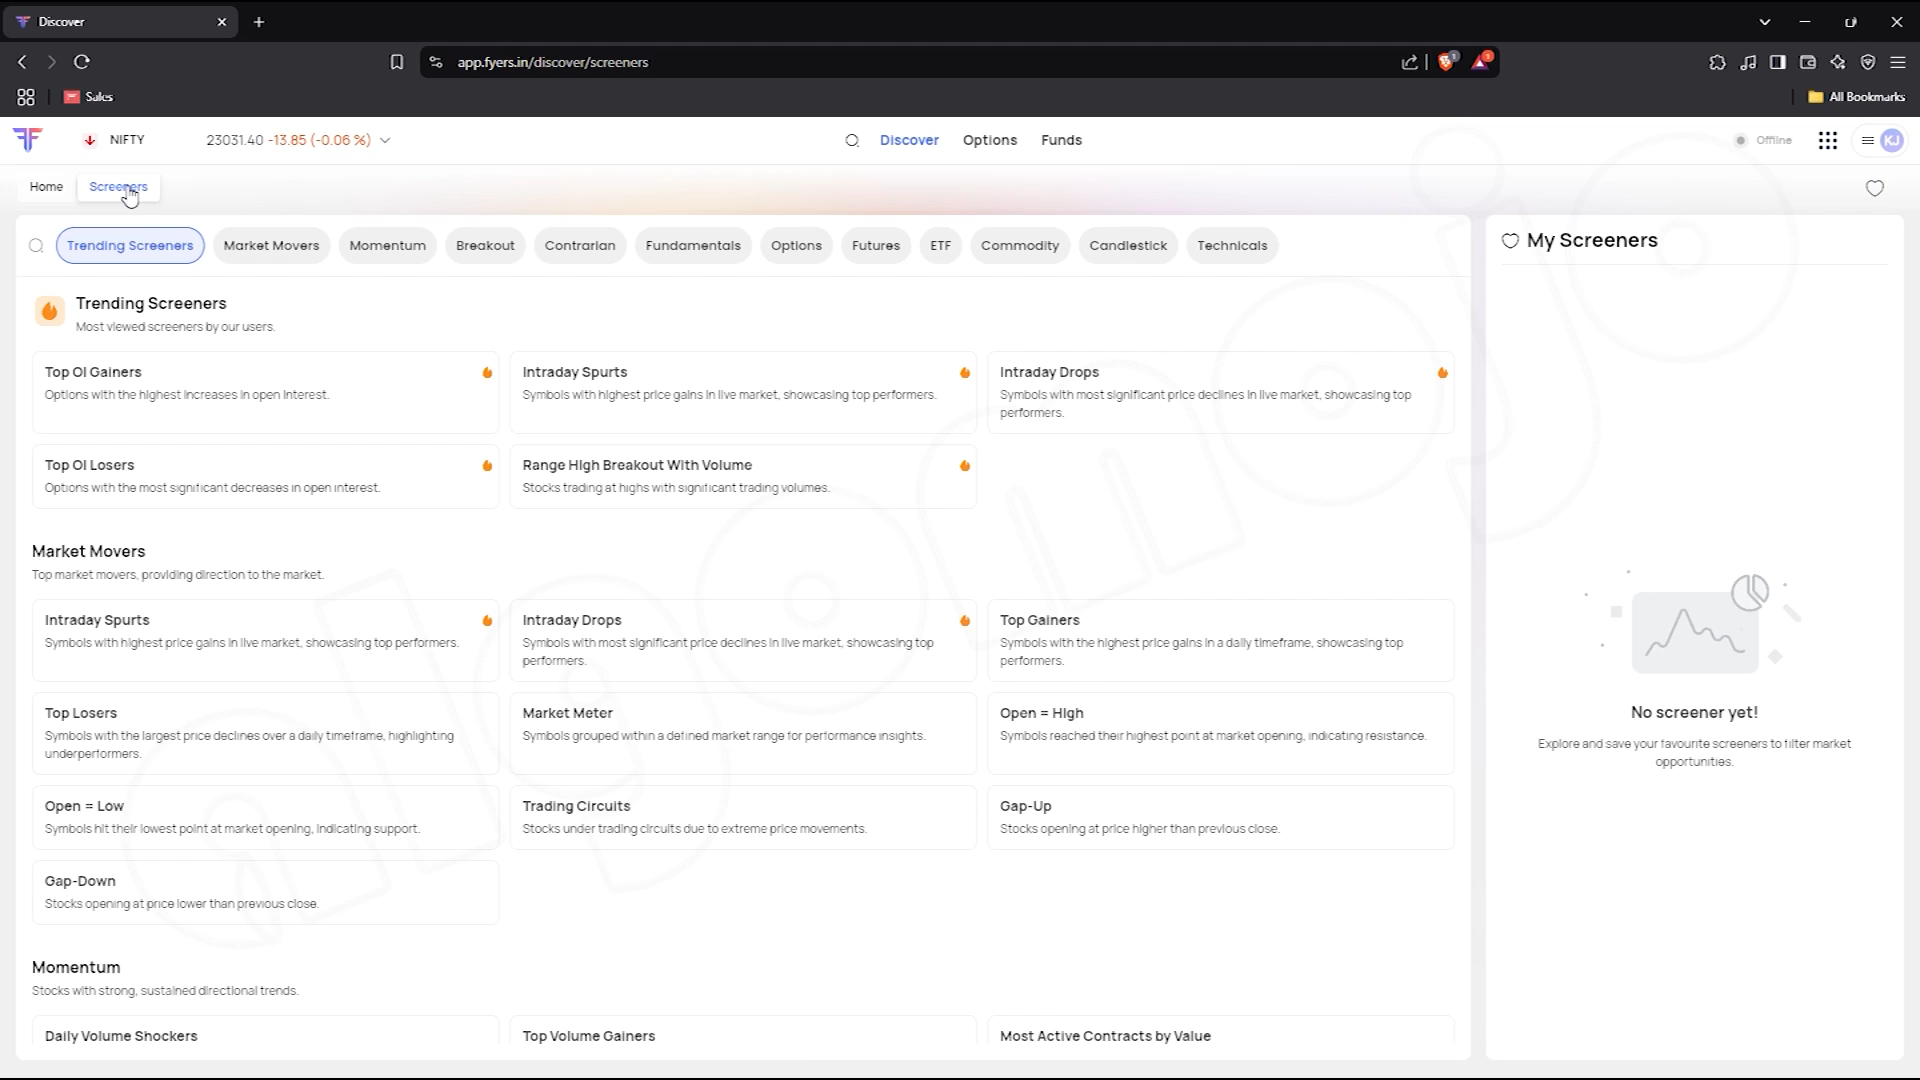 Discover
app.fyers.in/discover/screeners
1
1
Sales
All Bookmarks
NIFTY
23031.40 -13.85 (-0.06 %)
Discover
Options
Funds
Offline
KJ
Home
Screeners
Trending Screeners
Market Movers
Momentum
Breakout
Contrarian
Fundamentals
Options
Futures
ETF
Commodity
Candlestick
Technicals
My Screeners
Trending Screeners
Most viewed screeners by our users.
Top OI Gainers
Options with the highest increases in open interest.
Intraday Spurts
Symbols with highest price gains in live market, showcasing top performers.
Intraday Drops
Symbols with most significant price declines in live market, showcasing top
performers.
Top OI Losers
Options with the most significant decreases in open interest.
Range High Breakout With Volume
Stocks trading at highs with significant trading volumes.
Market Movers
Top market movers, providing direction to the market.
Intraday Spurts
Symbols with highest price gains in live market, showcasing top performers.
Intraday Drops
Symbols with most significant price declines in live market, showcasing top
performers.
Top Gainers
Symbols with the highest price gains in a daily timeframe, showcasing top
performers.
Top Losers
Symbols with the largest price declines over a daily timeframe, highlighting
underperformers.
Market Meter
Symbols grouped within a defined market range for performance insights.
Open = High
Symbols reached their highest point at market opening, indicating resistance.
Open = Low
Symbols hit their lowest point at market opening, indicating support.
Trading Circuits
Stocks under trading circuits due to extreme price movements.
Gap-Up
Stocks opening at price higher than previous close.
Gap-Down
Stocks opening at price lower than previous close.
Momentum
Stocks with strong, sustained directional trends.
Daily Volume Shockers
Top Volume Gainers
Most Active Contracts by Value
No screener yet!
Explore and save your favourite screeners to filter market
opportunities.
algomojo